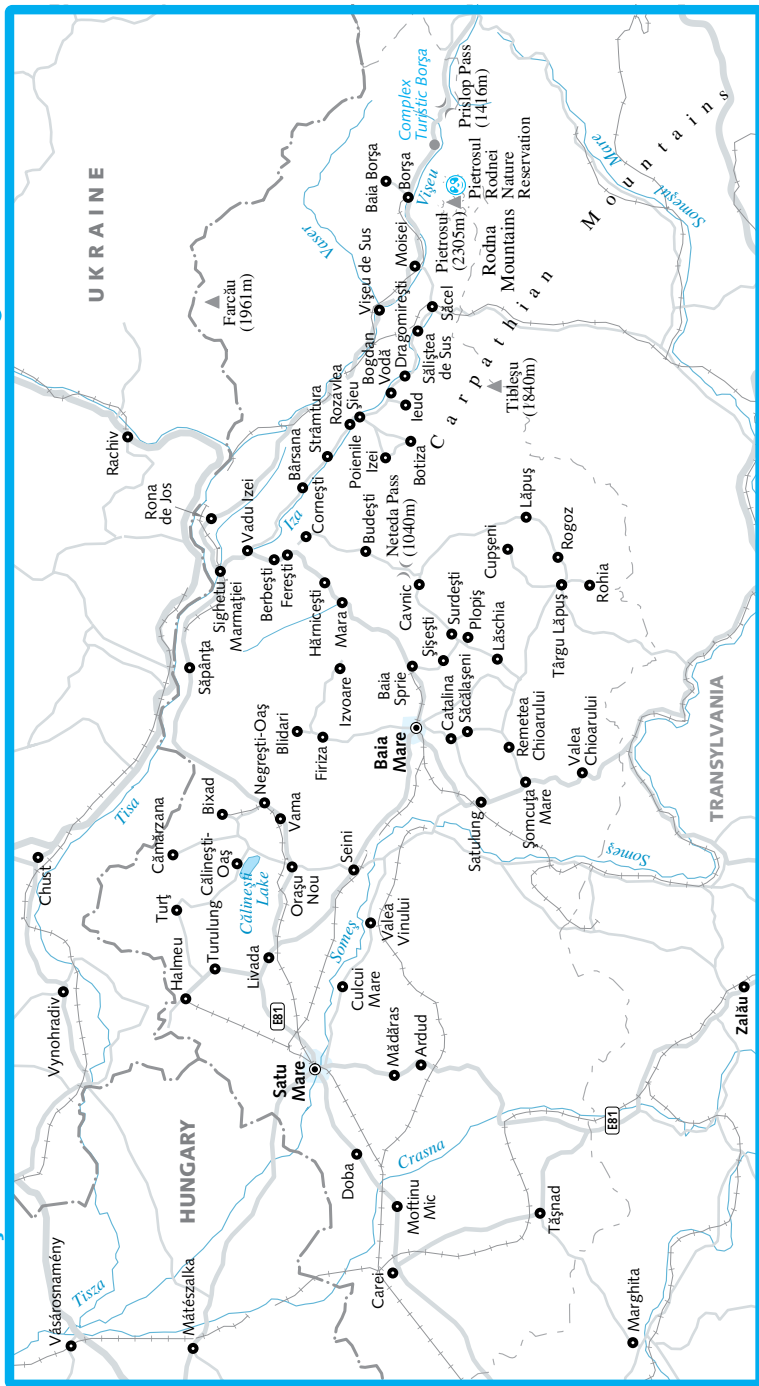 UKRAINE
HUNGARY
TRANSYLVANIA
Carpathian Mountains
Rodna
Mountains
Vásárosnamény
Mátészalka
Tisza
Vynohradiv
Chust
Tisa
Rachiv
Farcău
(1961m)
Halmeu
Turţ
Cămărzana
Turulung
Călineşti-
Oaş
Călineşti
Lake
Bixad
Negreşti-Oaş
Vama
Livada
Oraşu
Nou
E81
Satu
Mare
Seini
Someş
Culcui
Mare
Valea
Vinului
Mădăras
Ardud
Doba
Crasna
Moftinu
Mic
Carei
Tăşnad
E81
Marghita
Zalău
Săpânţa
Sighetu
Marmaţiei
Rona
de Jos
Vadu Izei
Berbeşti
Fereşti
Iza
Bârsana
Corneşti
Strâmtura
Hărniceşti
Mara
Budeşti
Rozavlea
Şieu
Poienile
Izei
Botiza
Ieud
Bogdan
Vodă
Dragomireşti
Săliştea
de Sus
Săcel
Vişeu de Sus
Vaser
Moisei
Baia Borşa
Borşa
Vişeu
Complex
Turistic Borşa
Prislop Pass
(1416m)
Pietrosul
(2305m)
Pietrosul
Rodnei
Nature
Reservation
Someşul
Mare
Tibleşu
(1840m)
Neteda Pass
(1040m)
Blidari
Firiza
Izvoare
Baia
Mare
Baia
Sprie
Cavnic
Şişeşti
Surdeşti
Plopiş
Catalina
Săcălaşeni
Lăschia
Cupşeni
Lăpuş
Rogoz
Târgu Lăpuş
Rohia
Remetea
Chioarului
Satulung
Şomcuţa
Mare
Valea
Chioarului
Someş